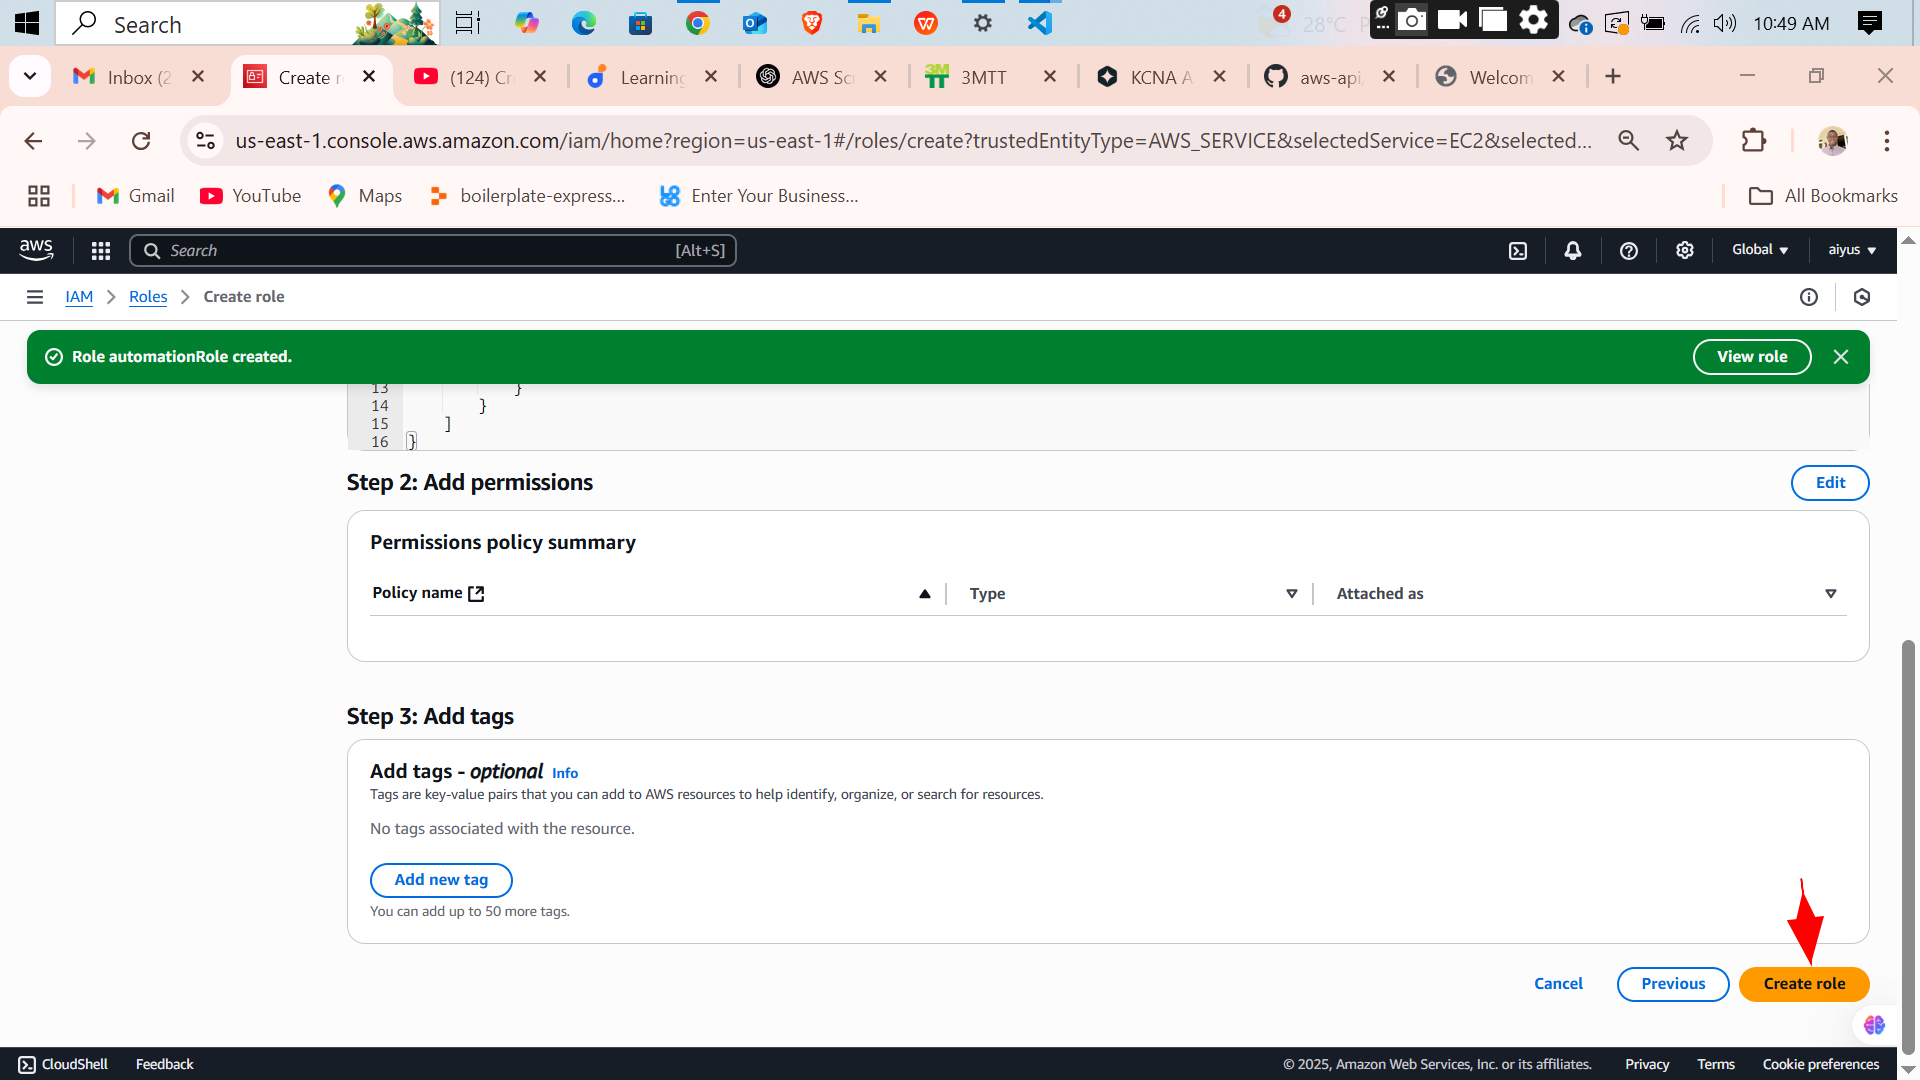 Search
4
28°C
10:49 AM
Inbox (2
Create r
(124) Cr
Learning
AWS Scr
3MTT
KCNA A
aws-api
Welcom
us-east-1.console.aws.amazon.com/iam/home?region=us-east-1#/roles/create?trustedEntityType=AWS_SERVICE&selectedService=EC2&selected...
Gmail
YouTube
Maps
boilerplate-express...
Enter Your Business...
All Bookmarks
aws
Search
[Alt+S]
Global
aiyus
IAM
Roles
Create role
Role automationRole created.
View role
13 }
14 }
15 ]
16 }
Step 2: Add permissions
Edit
Permissions policy summary
Policy name
Type
Attached as
Step 3: Add tags
Add tags - optional Info
Tags are key-value pairs that you can add to AWS resources to help identify, organize, or search for resources.
No tags associated with the resource.
Add new tag
You can add up to 50 more tags.
Cancel
Previous
Create role
CloudShell
Feedback
© 2025, Amazon Web Services, Inc. or its affiliates.
Privacy
Terms
Cookie preferences